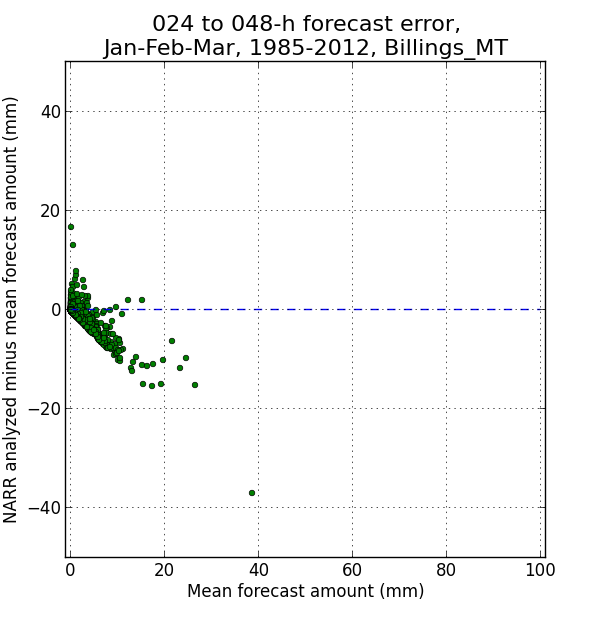 024 to 048-h forecast error,
Jan-Feb-Mar, 1985-2012, Billings_MT
NARR analyzed minus mean forecast amount (mm)
40
20
0
−20
−40
0 20 40 60 80 100
Mean forecast amount (mm)